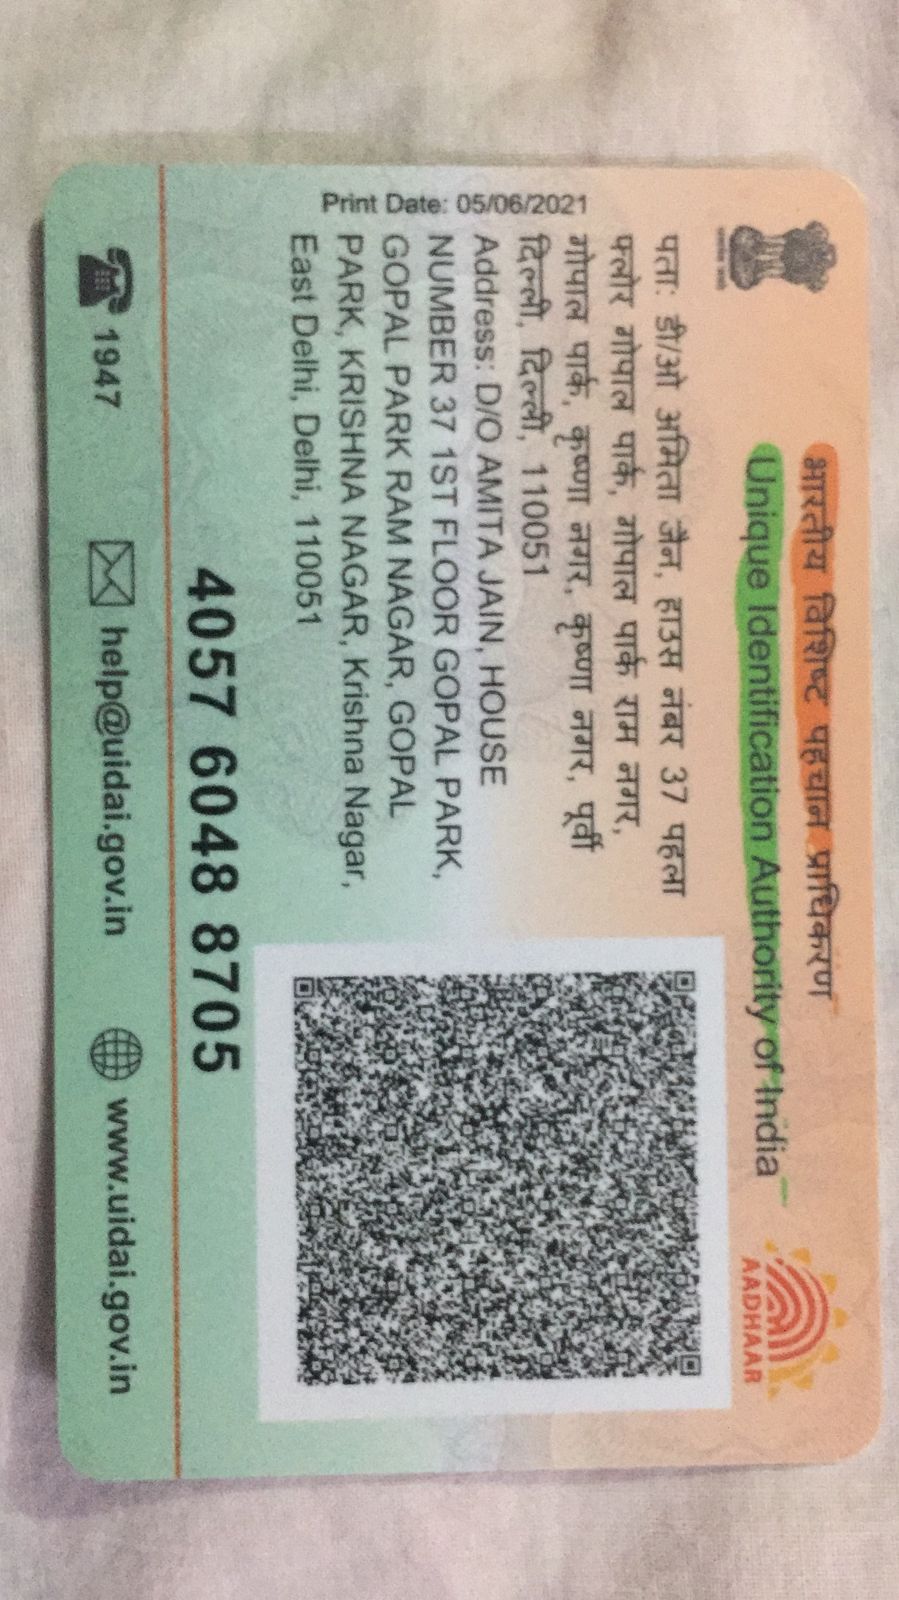 भारतीय विशिष्ट पहचान प्राधिकरण
Unique Identification Authority of India
AADHAAR
Print Date: 05/06/2021
पता: डी/ओ अमिता जैन, हाउस नंबर 37 पहला
फ्लोर गोपाल पार्क, गोपाल पार्क राम नगर,
गोपाल पार्क, कृष्णा नगर, कृष्णा नगर, पूर्वी
दिल्ली, दिल्ली, 110051
Address: D/O AMITA JAIN, HOUSE
NUMBER 37 1ST FLOOR GOPAL PARK,
GOPAL PARK RAM NAGAR, GOPAL
PARK, KRISHNA NAGAR, Krishna Nagar,
East Delhi, Delhi, 110051
4057 6048 8705
1947 help@uidai.gov.in www.uidai.gov.in